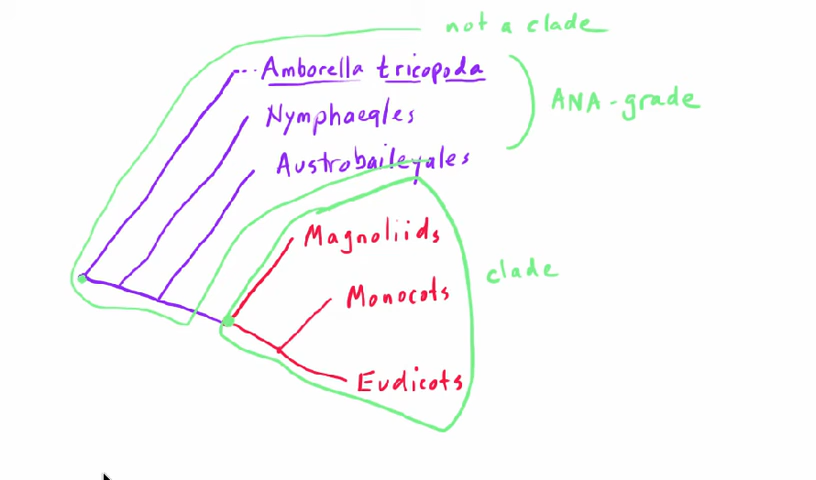 not a clade
Amborella tricopoda
ANA-grade
Nymphaeales
Austrobaileyales
Magnoliids
clade
Monocots
Eudicots